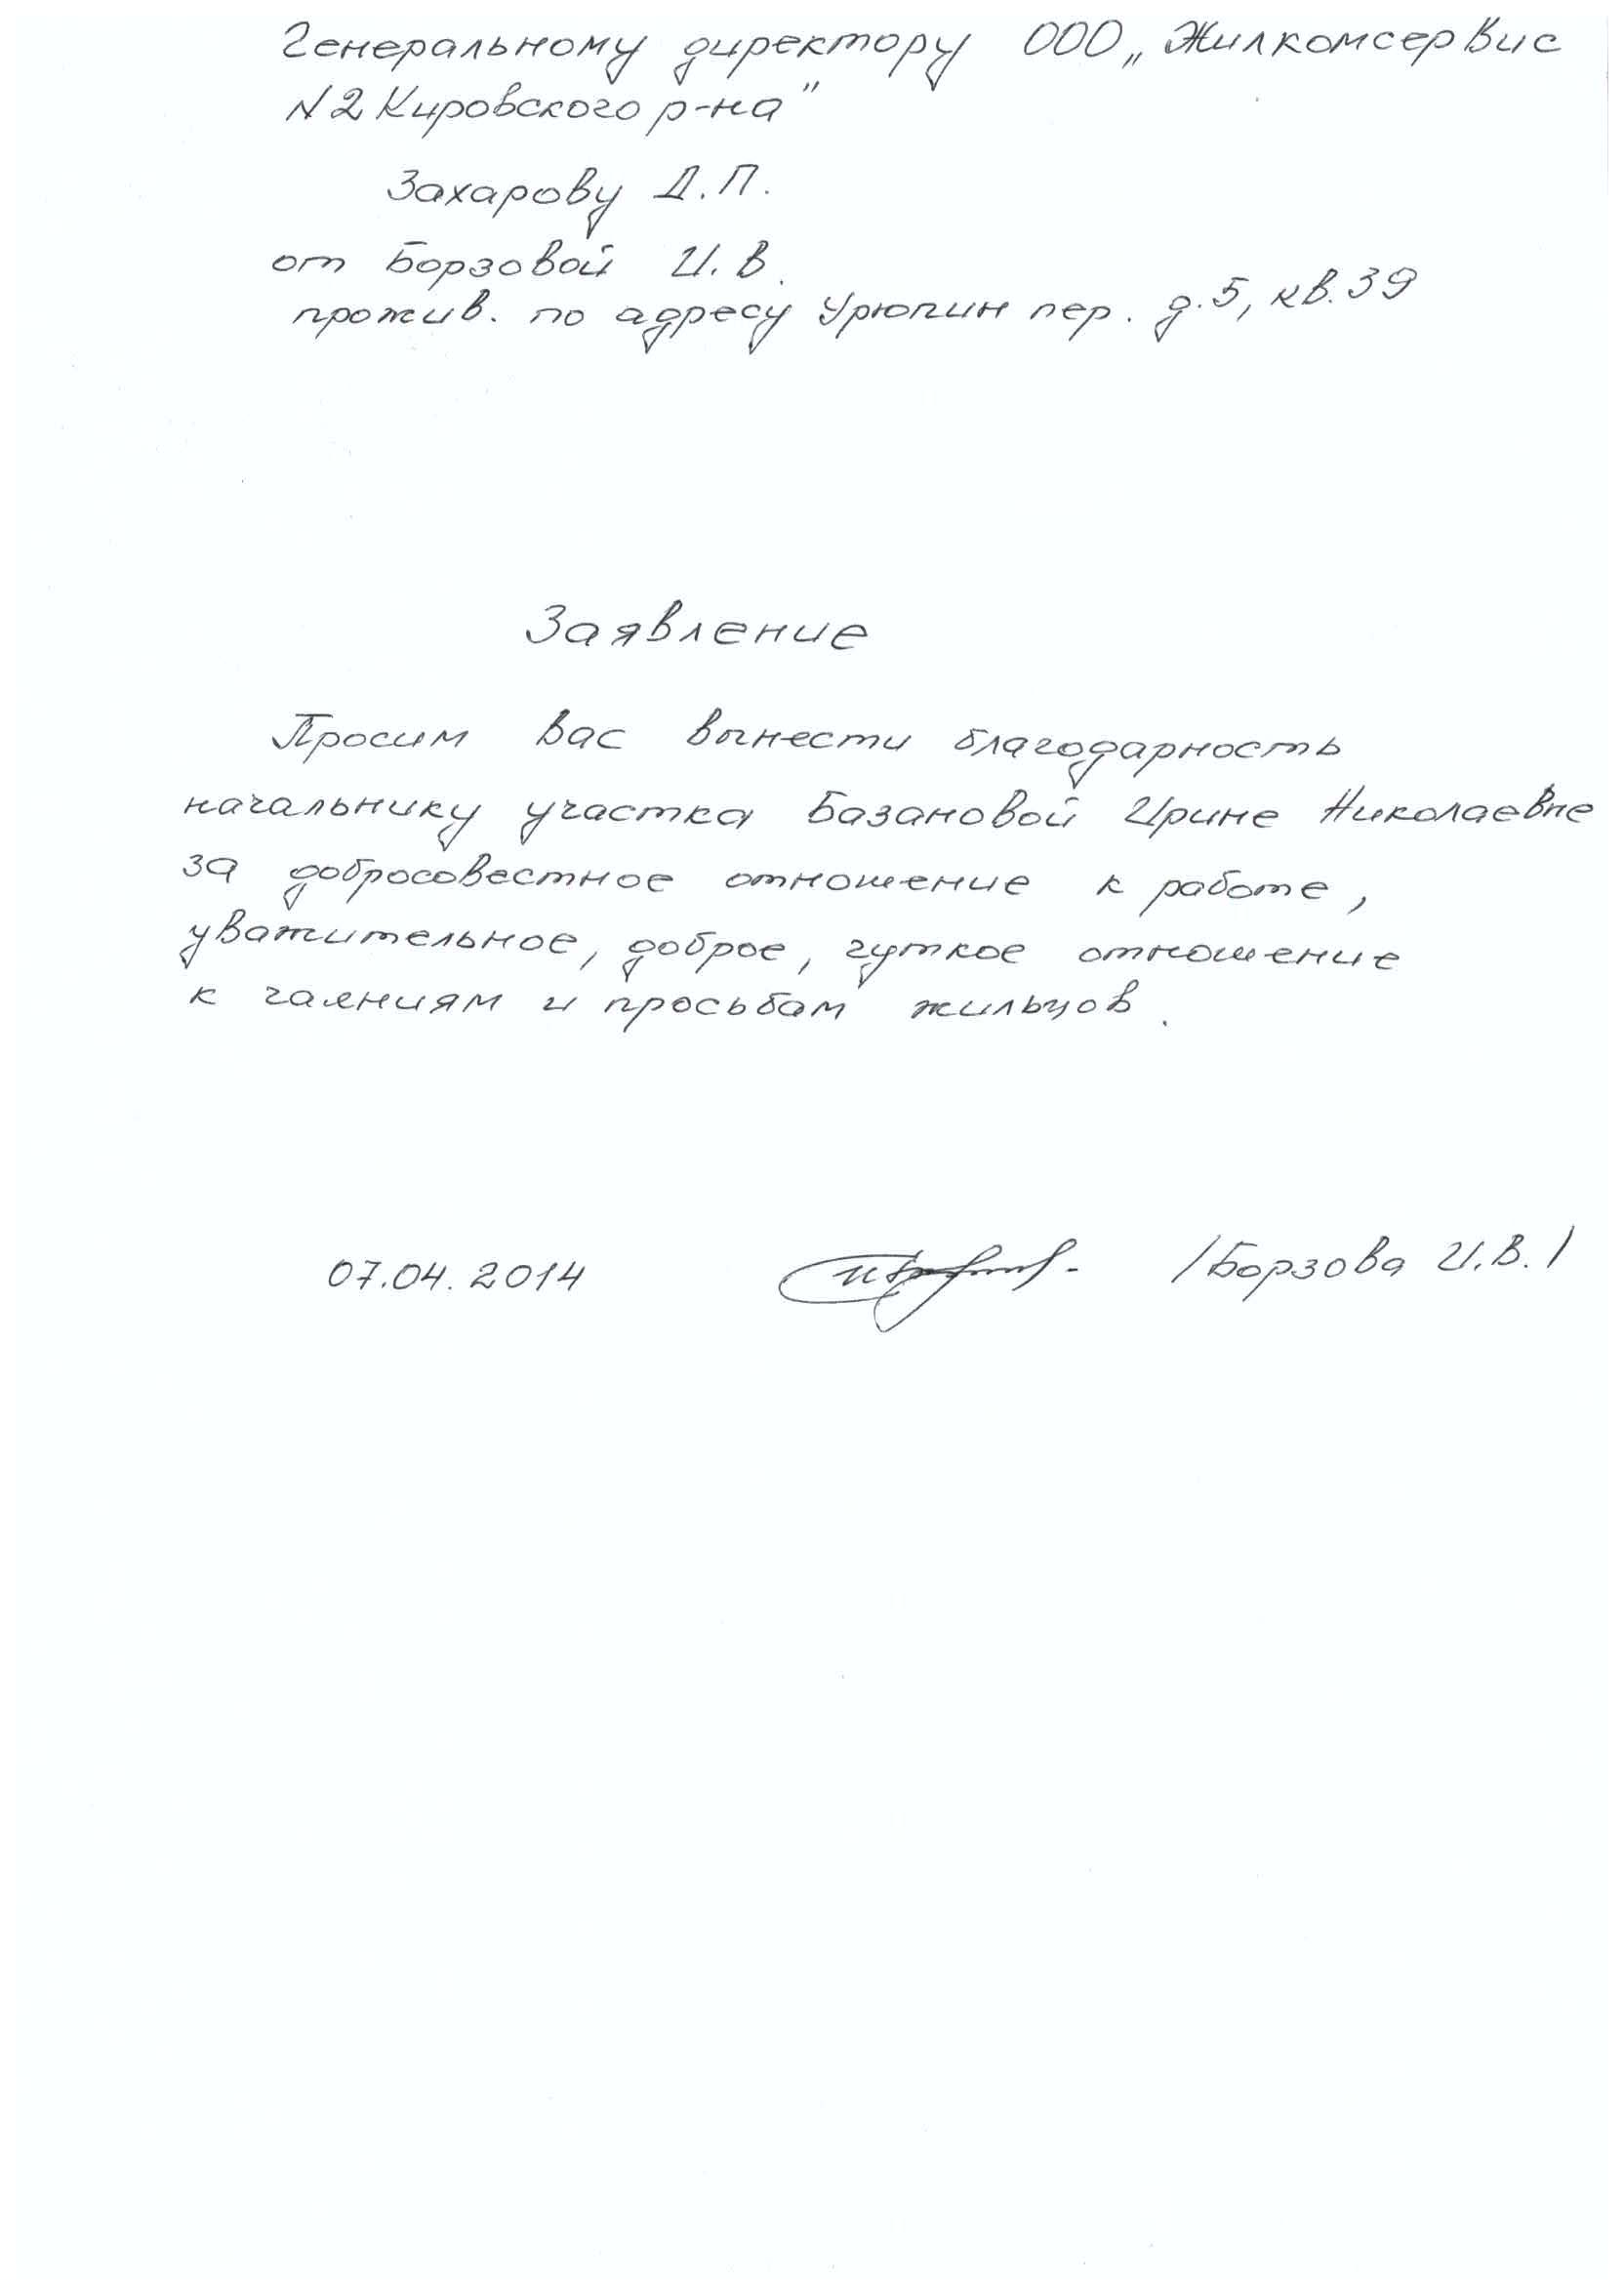 Генеральному директору ООО „Жилкомсервис
N2 Кировского р-на"
Захарову Д.П.
от Борзовой И.В.
прожив. по адресу Урюпин пер. д.5, кв.39
Заявление
Просим Вас вынести благодарность
начальнику участка Базановой Ирине Николаевне
за добросовестное отношение к работе,
уважительное, доброе, чуткое отношение
к чаяниям и просьбам жильцов.
07.04.2014 /Борзова И.В./